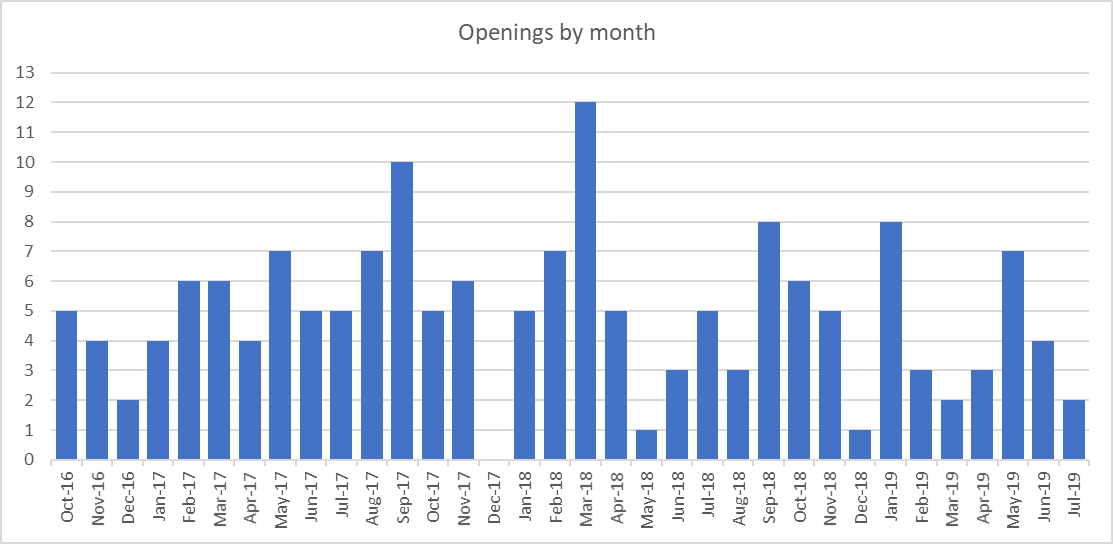 Openings by month
13
12
11
10
9
8
7
6
5
4
3
2
1
0
Oct-16
Nov-16
Dec-16
Jan-17
Feb-17
Mar-17
Apr-17
May-17
Jun-17
Jul-17
Aug-17
Sep-17
Oct-17
Nov-17
Dec-17
Jan-18
Feb-18
Mar-18
Apr-18
May-18
Jun-18
Jul-18
Aug-18
Sep-18
Oct-18
Nov-18
Dec-18
Jan-19
Feb-19
Mar-19
Apr-19
May-19
Jun-19
Jul-19